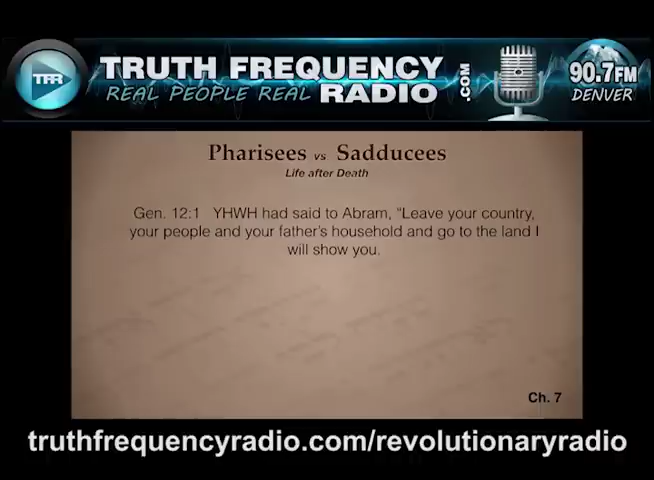 TFR
TRUTH FREQUENCY
REAL PEOPLE REAL RADIO
.COM
90.7FM
DENVER
Pharisees vs Sadducees
Life after Death
Gen. 12:1 YHWH had said to Abram, "Leave your country,
your people and your father's household and go to the land I
will show you.
Ch. 7
truthfrequencyradio.com/revolutionaryradio